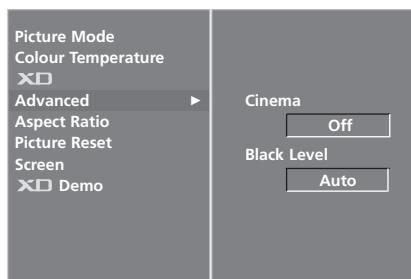 Picture Mode
Colour Temperature
XD
Advanced ►
Aspect Ratio
Picture Reset
Screen
XD Demo
Cinema
Off
Black Level
Auto